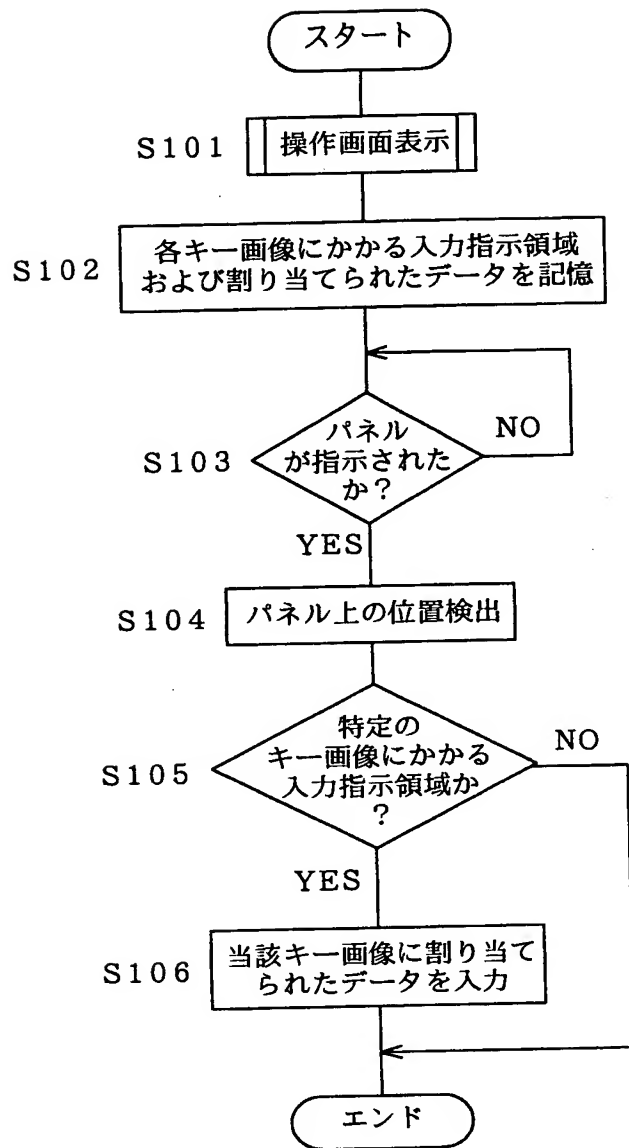 スタート
S101
操作画面表示
S102
各キー画像にかかる入力指示領域
および割り当てられたデータを記憶
S103
パネル
が指示された
か?
NO
YES
S104
パネル上の位置検出
S105
特定の
キー画像にかかる
入力指示領域か
?
NO
YES
S106
当該キー画像に割り当て
られたデータを入力
エンド